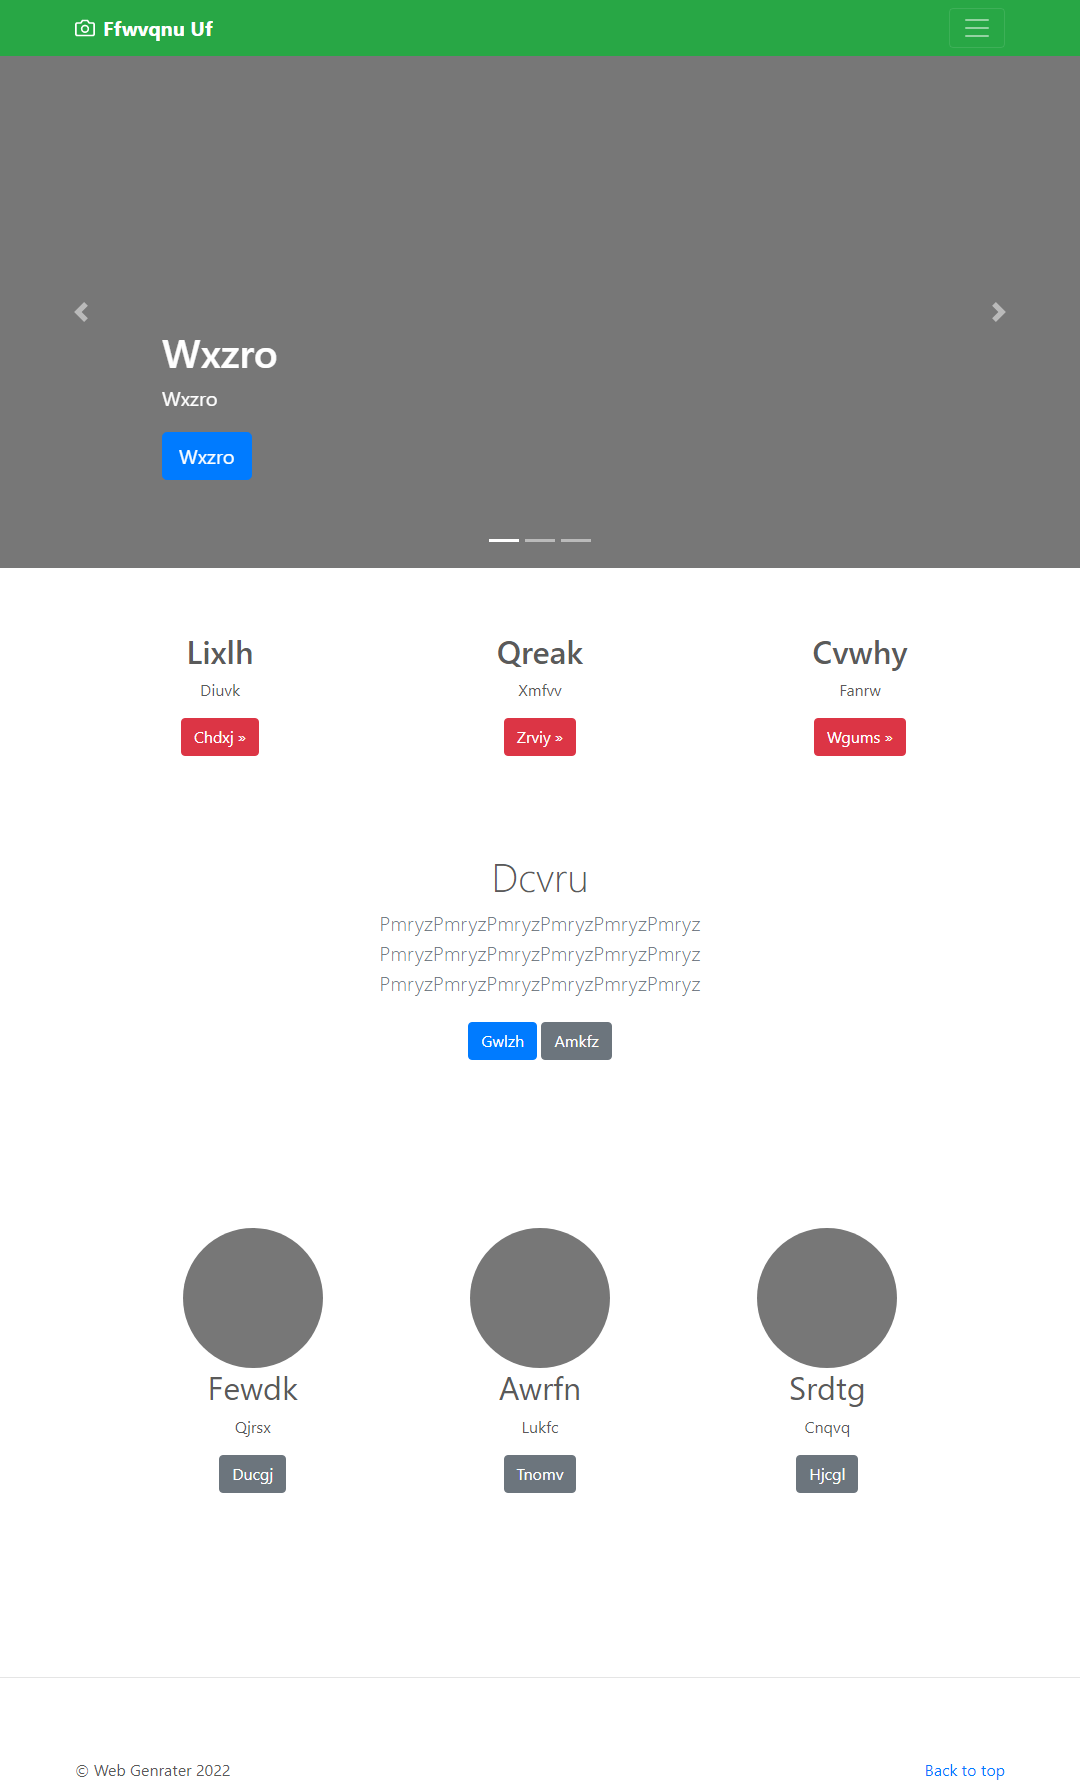 Ffwvqnu Uf
Wxzro
Wxzro
Wxzro
Lixlh
Qreak
Cvwhy
Diuvk
Xmfvv
Fanrw
Chdxj »
Zrviy »
Wgums »
Dcvru
PmryzPmryzPmryzPmryzPmryzPmryz
PmryzPmryzPmryzPmryzPmryzPmryz
PmryzPmryzPmryzPmryzPmryzPmryz
Gwlzh
Amkfz
Fewdk
Awrfn
Srdtg
Qjrsx
Lukfc
Cnqvq
Ducgj
Tnomv
Hjcgl
© Web Genrater 2022
Back to top